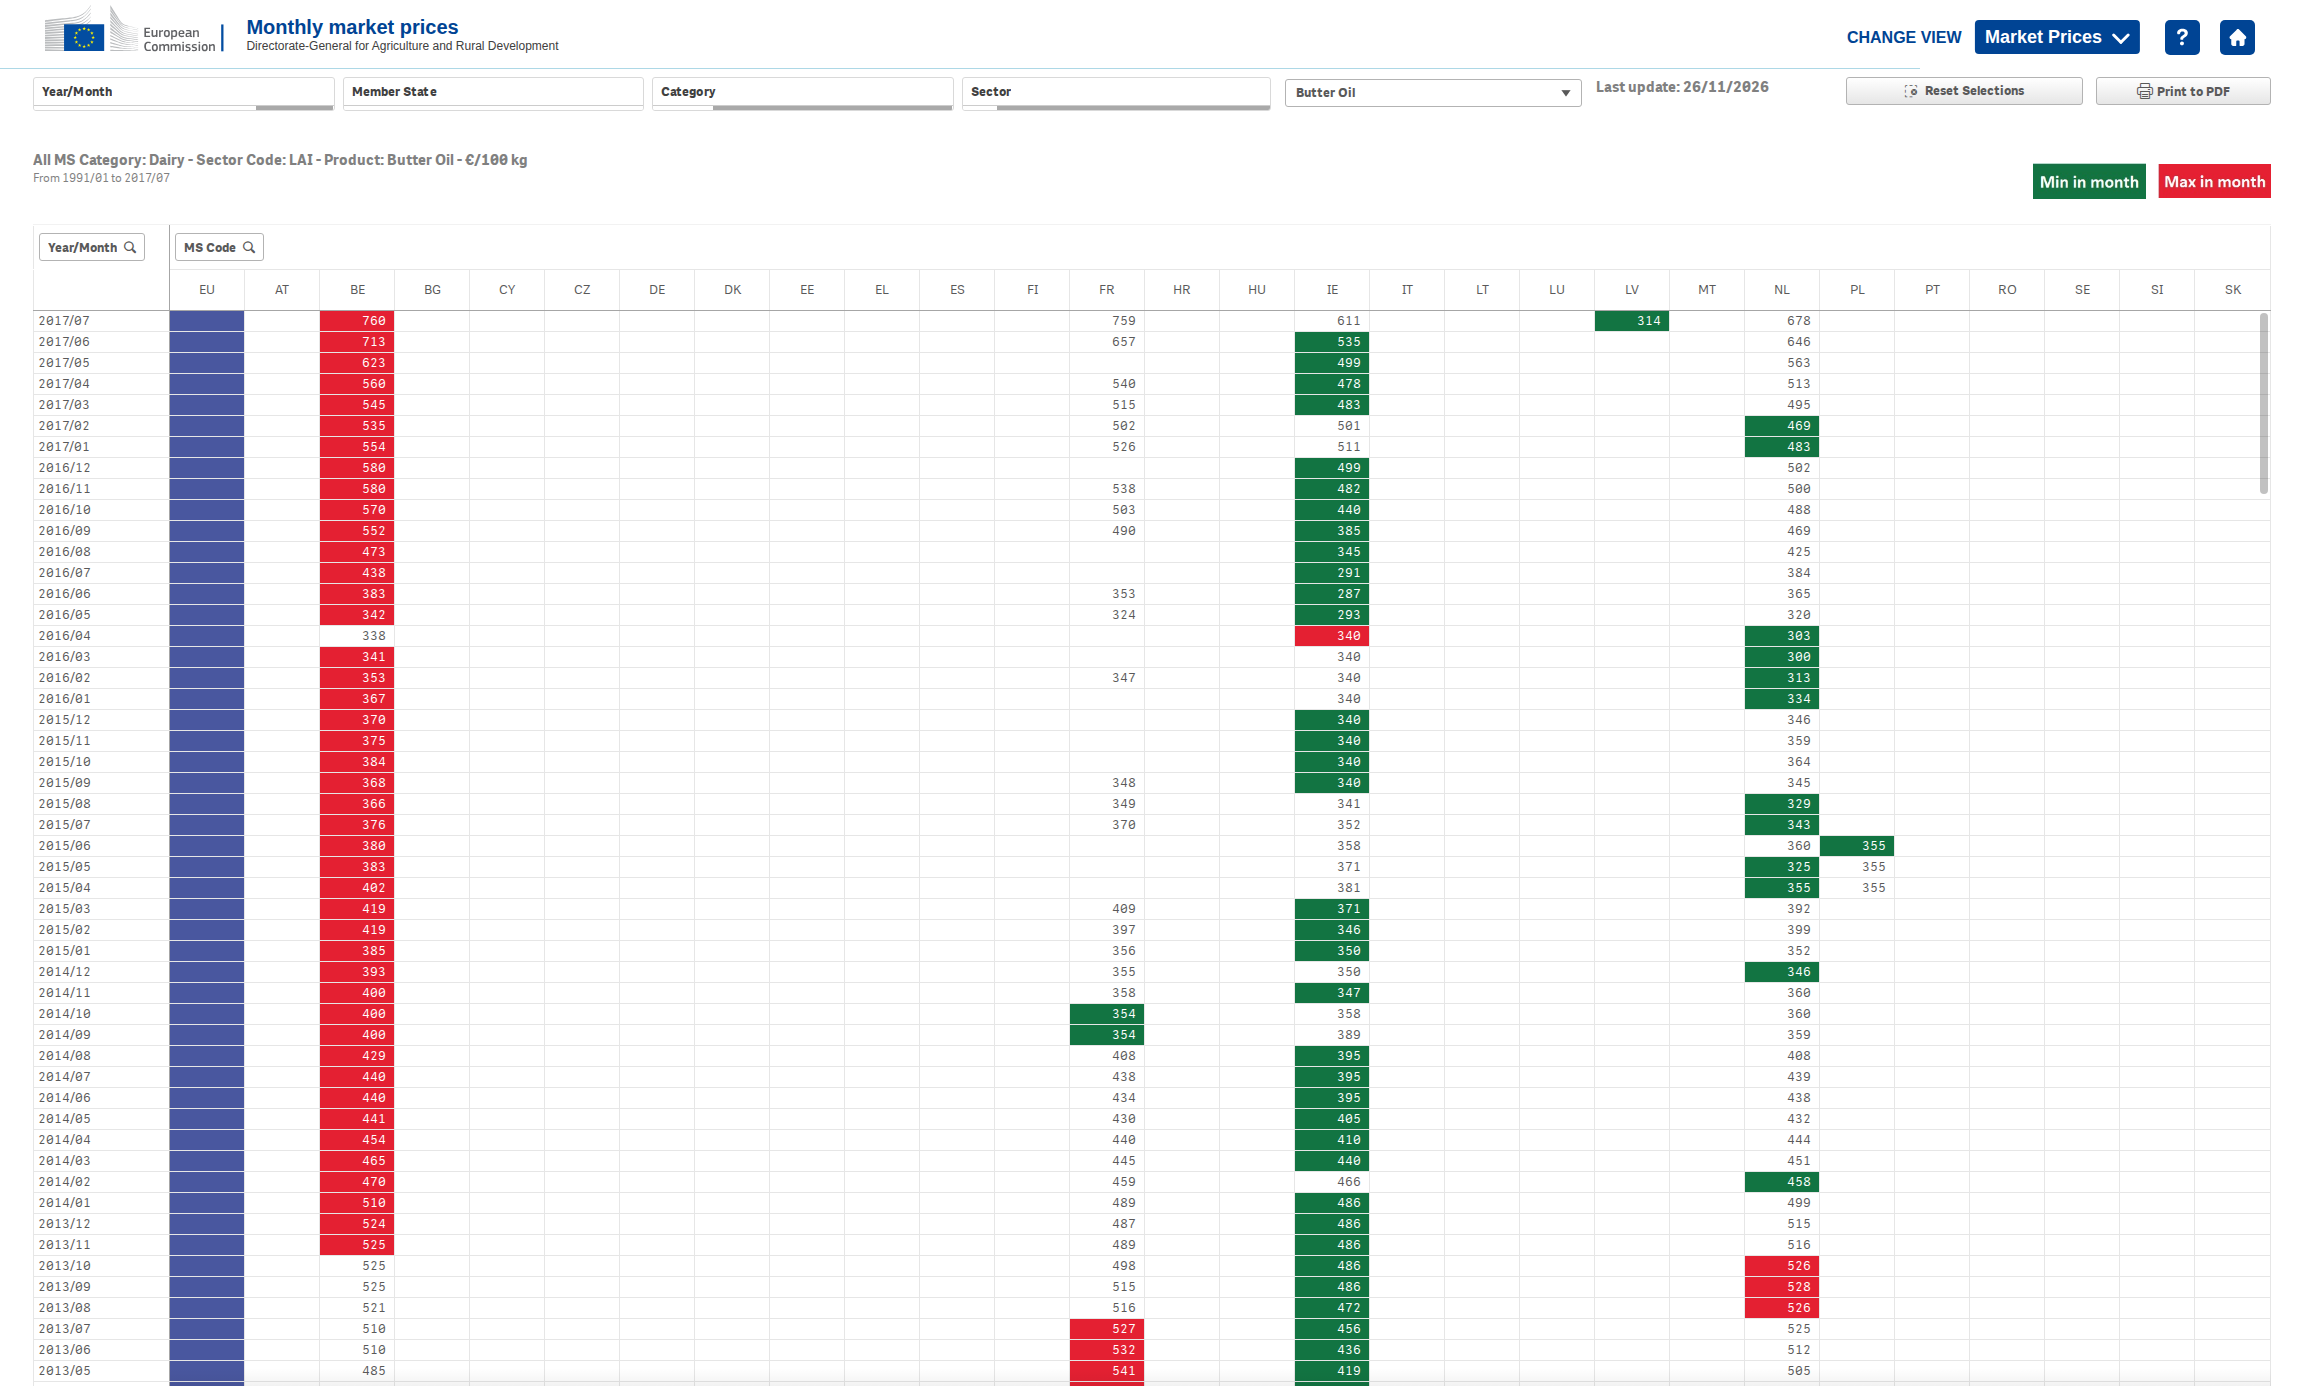 European
Commission
Monthly market prices
Directorate-General for Agriculture and Rural Development
CHANGE VIEW Market Prices ?
Year/Month Member State Category Sector Butter Oil Last update: 26/11/2026 Reset Selections Print to PDF
All MS Category: Dairy - Sector Code: LAI - Product: Butter Oil - €/100 kg
From 1991/01 to 2017/07
Min in month Max in month
Year/Month MS Code
EU AT BE BG CY CZ DE DK EE EL ES FI FR HR HU IE IT LT LU LV MT NL PL PT RO SE SI SK
2017/07 760 759 611 314 678
2017/06 713 657 535 646
2017/05 623 499 563
2017/04 560 540 478 513
2017/03 545 515 483 495
2017/02 535 502 501 469
2017/01 554 526 511 483
2016/12 580 499 502
2016/11 580 538 482 500
2016/10 570 503 440 488
2016/09 552 490 385 469
2016/08 473 345 425
2016/07 438 291 384
2016/06 383 353 287 365
2016/05 342 324 293 320
2016/04 338 340 303
2016/03 341 340 300
2016/02 353 347 340 313
2016/01 367 340 334
2015/12 370 340 346
2015/11 375 340 359
2015/10 384 340 364
2015/09 368 348 340 345
2015/08 366 349 341 329
2015/07 376 370 352 343
2015/06 380 358 360 355
2015/05 383 371 325 355
2015/04 402 381 355 355
2015/03 419 409 371 392
2015/02 419 397 346 399
2015/01 385 356 350 352
2014/12 393 355 350 346
2014/11 400 358 347 360
2014/10 400 354 358 360
2014/09 400 354 389 359
2014/08 429 408 395 408
2014/07 440 438 395 439
2014/06 440 434 395 438
2014/05 441 430 405 432
2014/04 454 440 410 444
2014/03 465 445 440 451
2014/02 470 459 466 458
2014/01 510 489 486 499
2013/12 524 487 486 515
2013/11 525 489 486 516
2013/10 525 498 486 526
2013/09 525 515 486 528
2013/08 521 516 472 526
2013/07 510 527 456 525
2013/06 510 532 436 512
2013/05 485 541 419 505